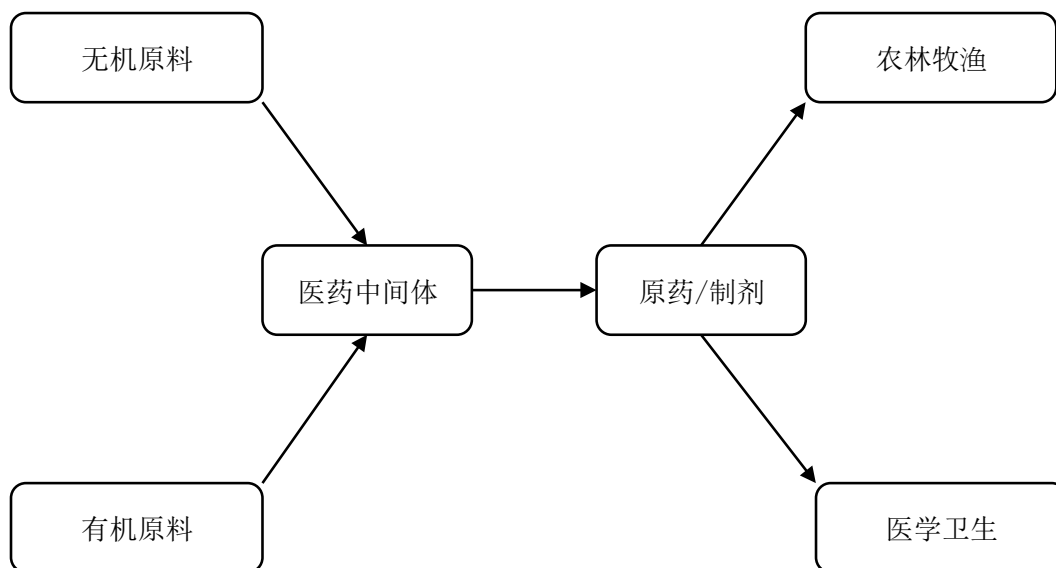 无机原料
农林牧渔
医药中间体
原药/制剂
有机原料
医学卫生